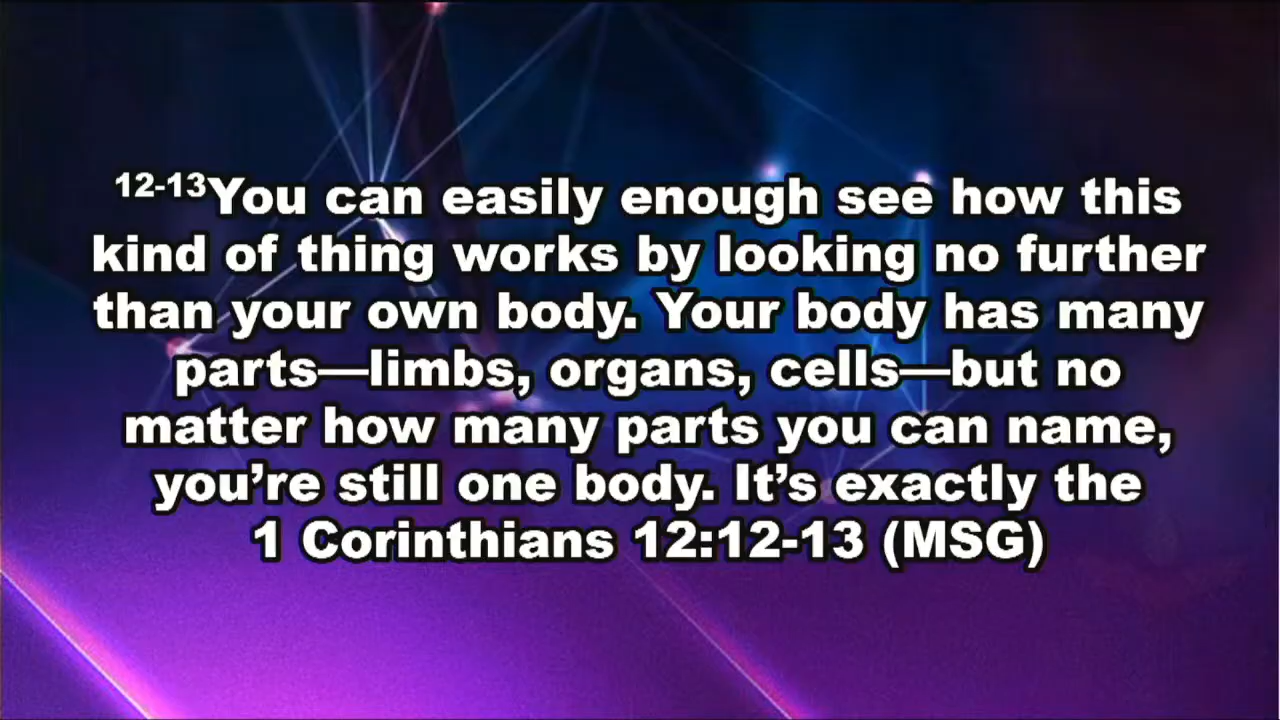 12-13You can easily enough see how this
kind of thing works by looking no further
than your own body. Your body has many
parts—limbs, organs, cells—but no
matter how many parts you can name,
you’re still one body. It’s exactly the
1 Corinthians 12:12-13 (MSG)